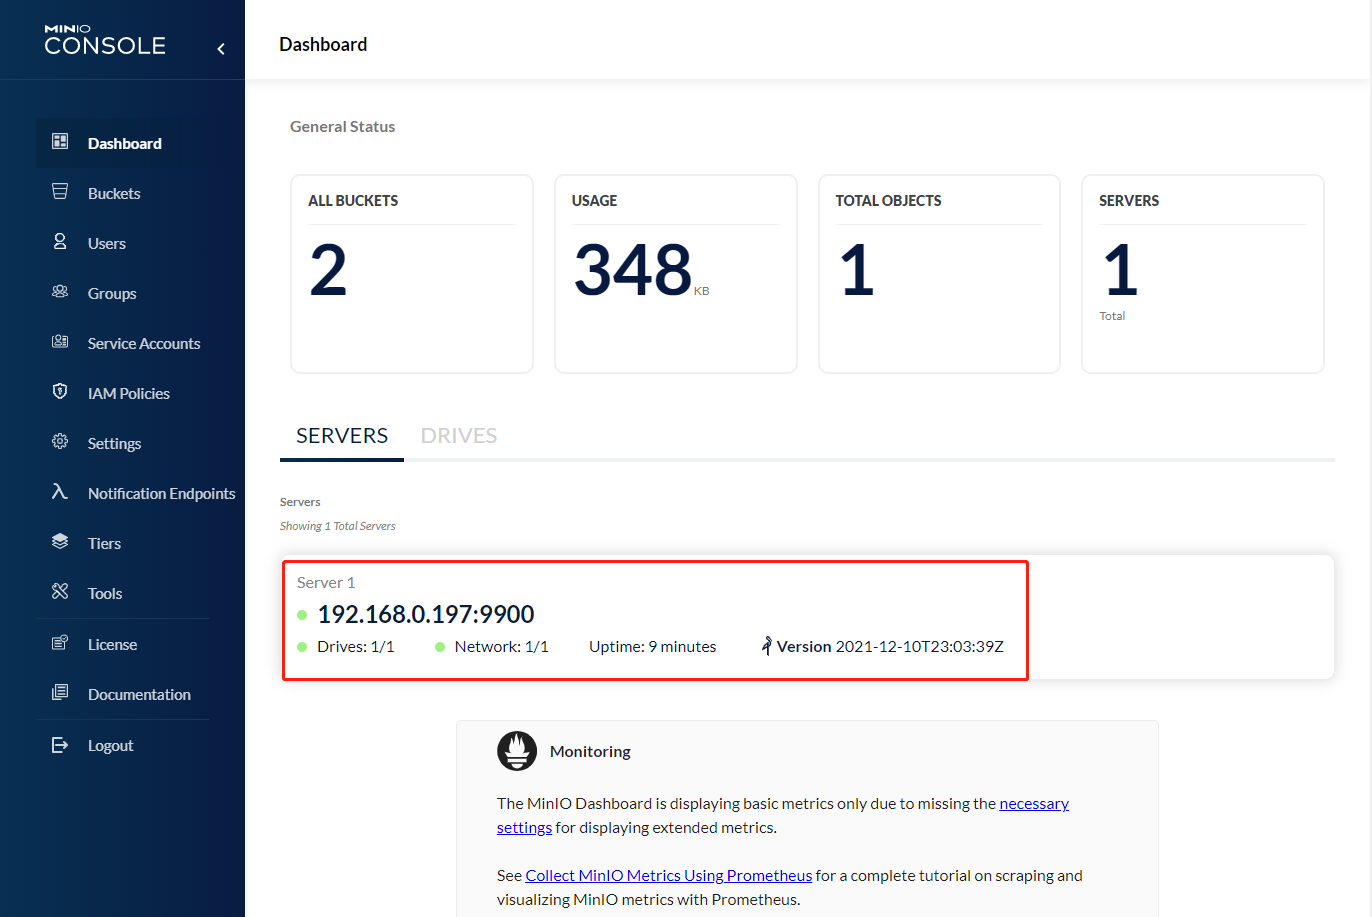 MINIO
CONSOLE
Dashboard
Buckets
Users
Groups
Service Accounts
IAM Policies
Settings
Notification Endpoints
Tiers
Tools
License
Documentation
Logout
Dashboard
General Status
ALL BUCKETS
2
USAGE
348 KB
TOTAL OBJECTS
1
SERVERS
1
Total
SERVERS DRIVES
Servers
Showing 1 Total Servers
Server 1
192.168.0.197:9900
Drives: 1/1 Network: 1/1 Uptime: 9 minutes Version 2021-12-10T23:03:39Z
Monitoring
The MinIO Dashboard is displaying basic metrics only due to missing the necessary
settings for displaying extended metrics.
See Collect MinIO Metrics Using Prometheus for a complete tutorial on scraping and
visualizing MinIO metrics with Prometheus.